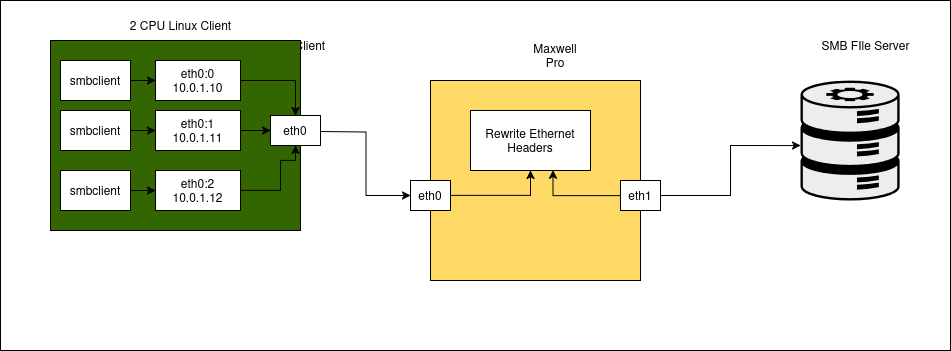 2 CPU Linux Client
Client
smbclient
eth0:0
10.0.1.10
smbclient
eth0:1
10.0.1.11
smbclient
eth0:2
10.0.1.12
eth0
Maxwell
Pro
Rewrite Ethernet
Headers
eth0
eth1
SMB FIle Server